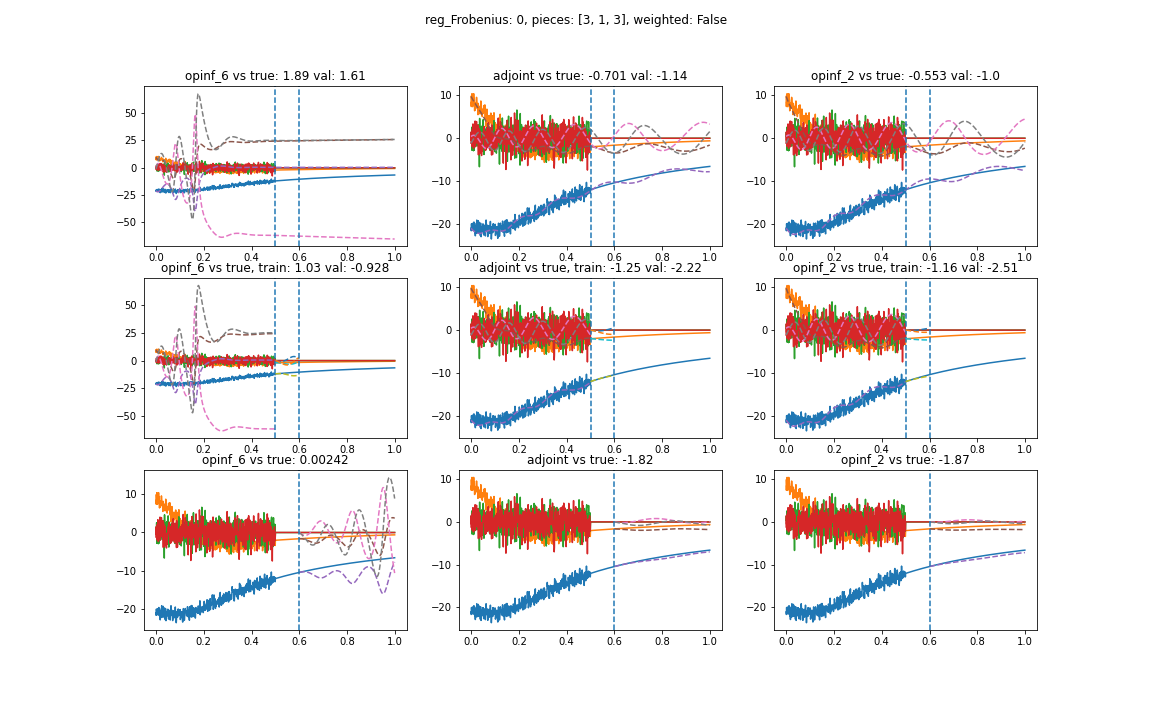 reg_Frobenius: 0, pieces: [3, 1, 3], weighted: False
opinf_6 vs true: 1.89 val: 1.61
adjoint vs true: -0.701 val: -1.14
opinf_2 vs true: -0.553 val: -1.0
50
25
0
−25
−50
0.0 0.2 0.4 0.6 0.8 1.0
10
0
−10
−20
0.0 0.2 0.4 0.6 0.8 1.0
10
0
−10
−20
0.0 0.2 0.4 0.6 0.8 1.0
opinf_6 vs true, train: 1.03 val: -0.928
adjoint vs true, train: -1.25 val: -2.22
opinf_2 vs true, train: -1.16 val: -2.51
50
25
0
−25
−50
0.0 0.2 0.4 0.6 0.8 1.0
10
0
−10
−20
0.0 0.2 0.4 0.6 0.8 1.0
10
0
−10
−20
0.0 0.2 0.4 0.6 0.8 1.0
opinf_6 vs true: 0.00242
adjoint vs true: -1.82
opinf_2 vs true: -1.87
10
0
−10
−20
0.0 0.2 0.4 0.6 0.8 1.0
10
0
−10
−20
0.0 0.2 0.4 0.6 0.8 1.0
10
0
−10
−20
0.0 0.2 0.4 0.6 0.8 1.0